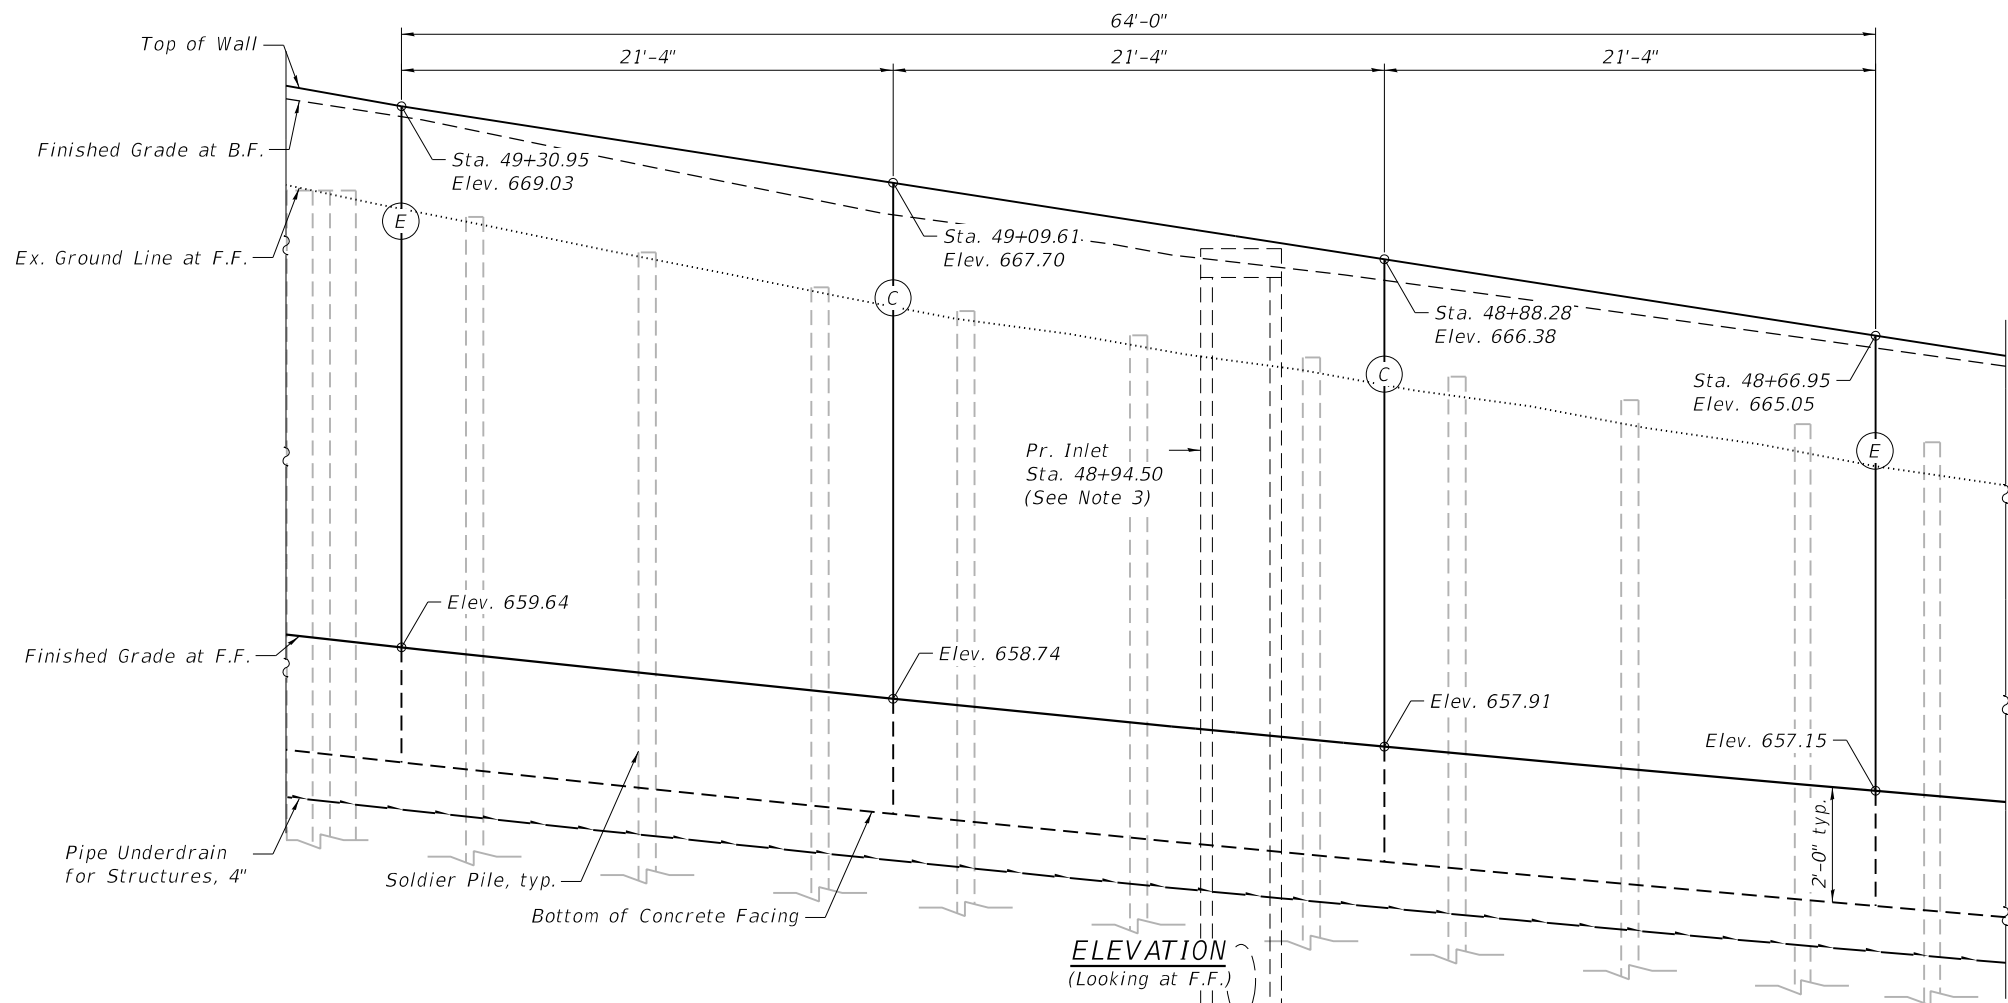 64'-0"
21'-4"
21'-4"
21'-4"
Top of Wall
Finished Grade at B.F.
Sta. 49+30.95
Elev. 669.03
E
Ex. Ground Line at F.F.
Sta. 49+09.61
Elev. 667.70
C
Sta. 48+88.28
Elev. 666.38
C
Sta. 48+66.95
Elev. 665.05
E
Pr. Inlet
Sta. 48+94.50
(See Note 3)
Elev. 659.64
Finished Grade at F.F.
Elev. 658.74
Elev. 657.91
Elev. 657.15
2'-0" typ.
Pipe Underdrain
for Structures, 4"
Soldier Pile, typ.
Bottom of Concrete Facing
ELEVATION
(Looking at F.F.)